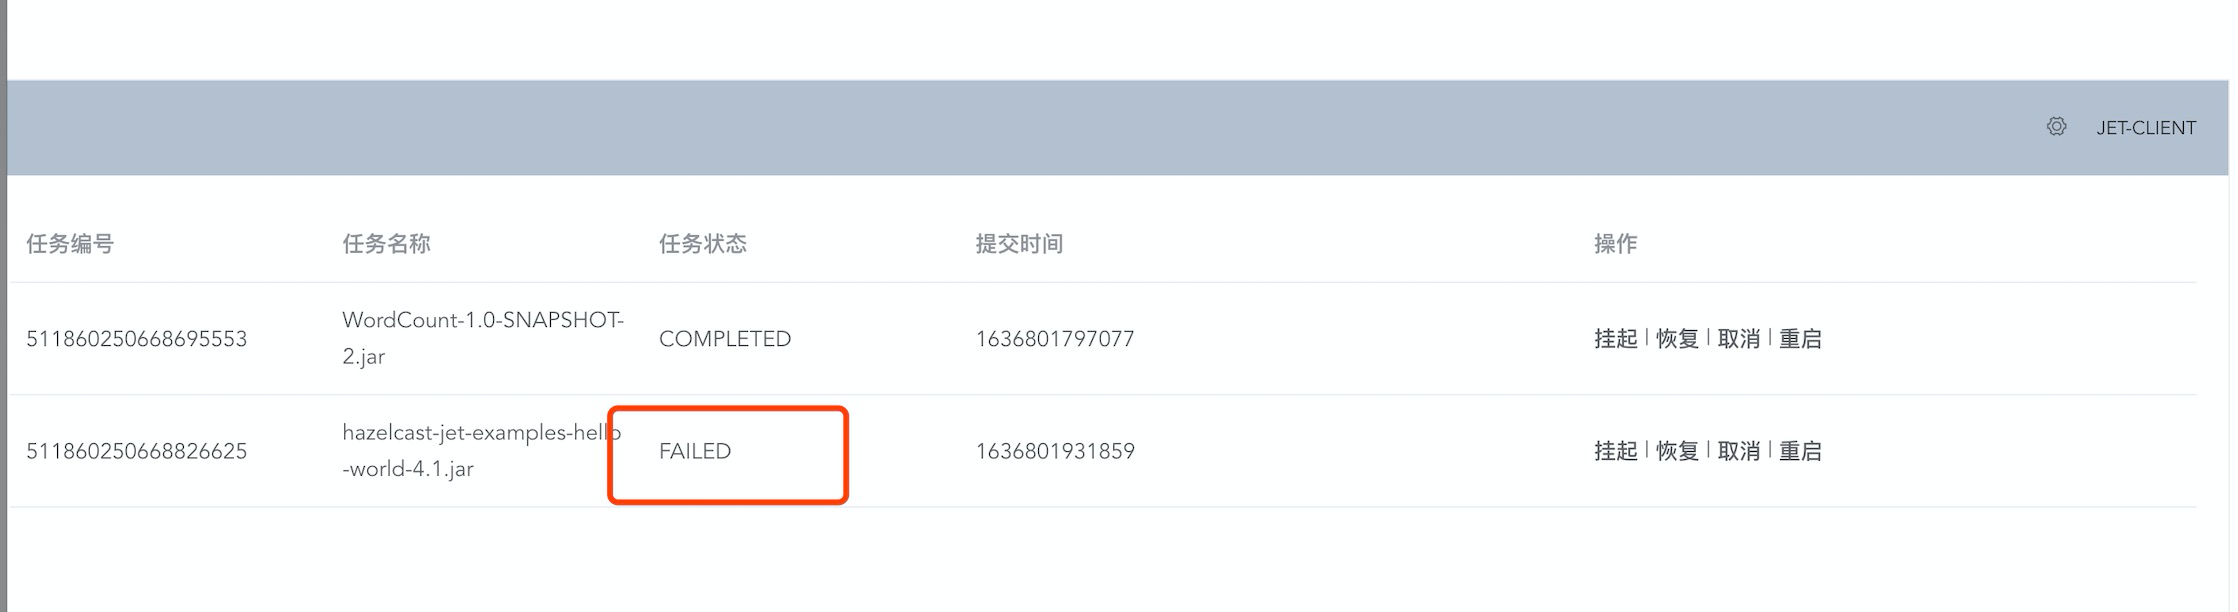 JET-CLIENT
任务编号 任务名称 任务状态 提交时间 操作
511860250668695553 WordCount-1.0-SNAPSHOT-2.jar COMPLETED 1636801797077 挂起 | 恢复 | 取消 | 重启
511860250668826625 hazelcast-jet-examples-hello-world-4.1.jar FAILED 1636801931859 挂起 | 恢复 | 取消 | 重启